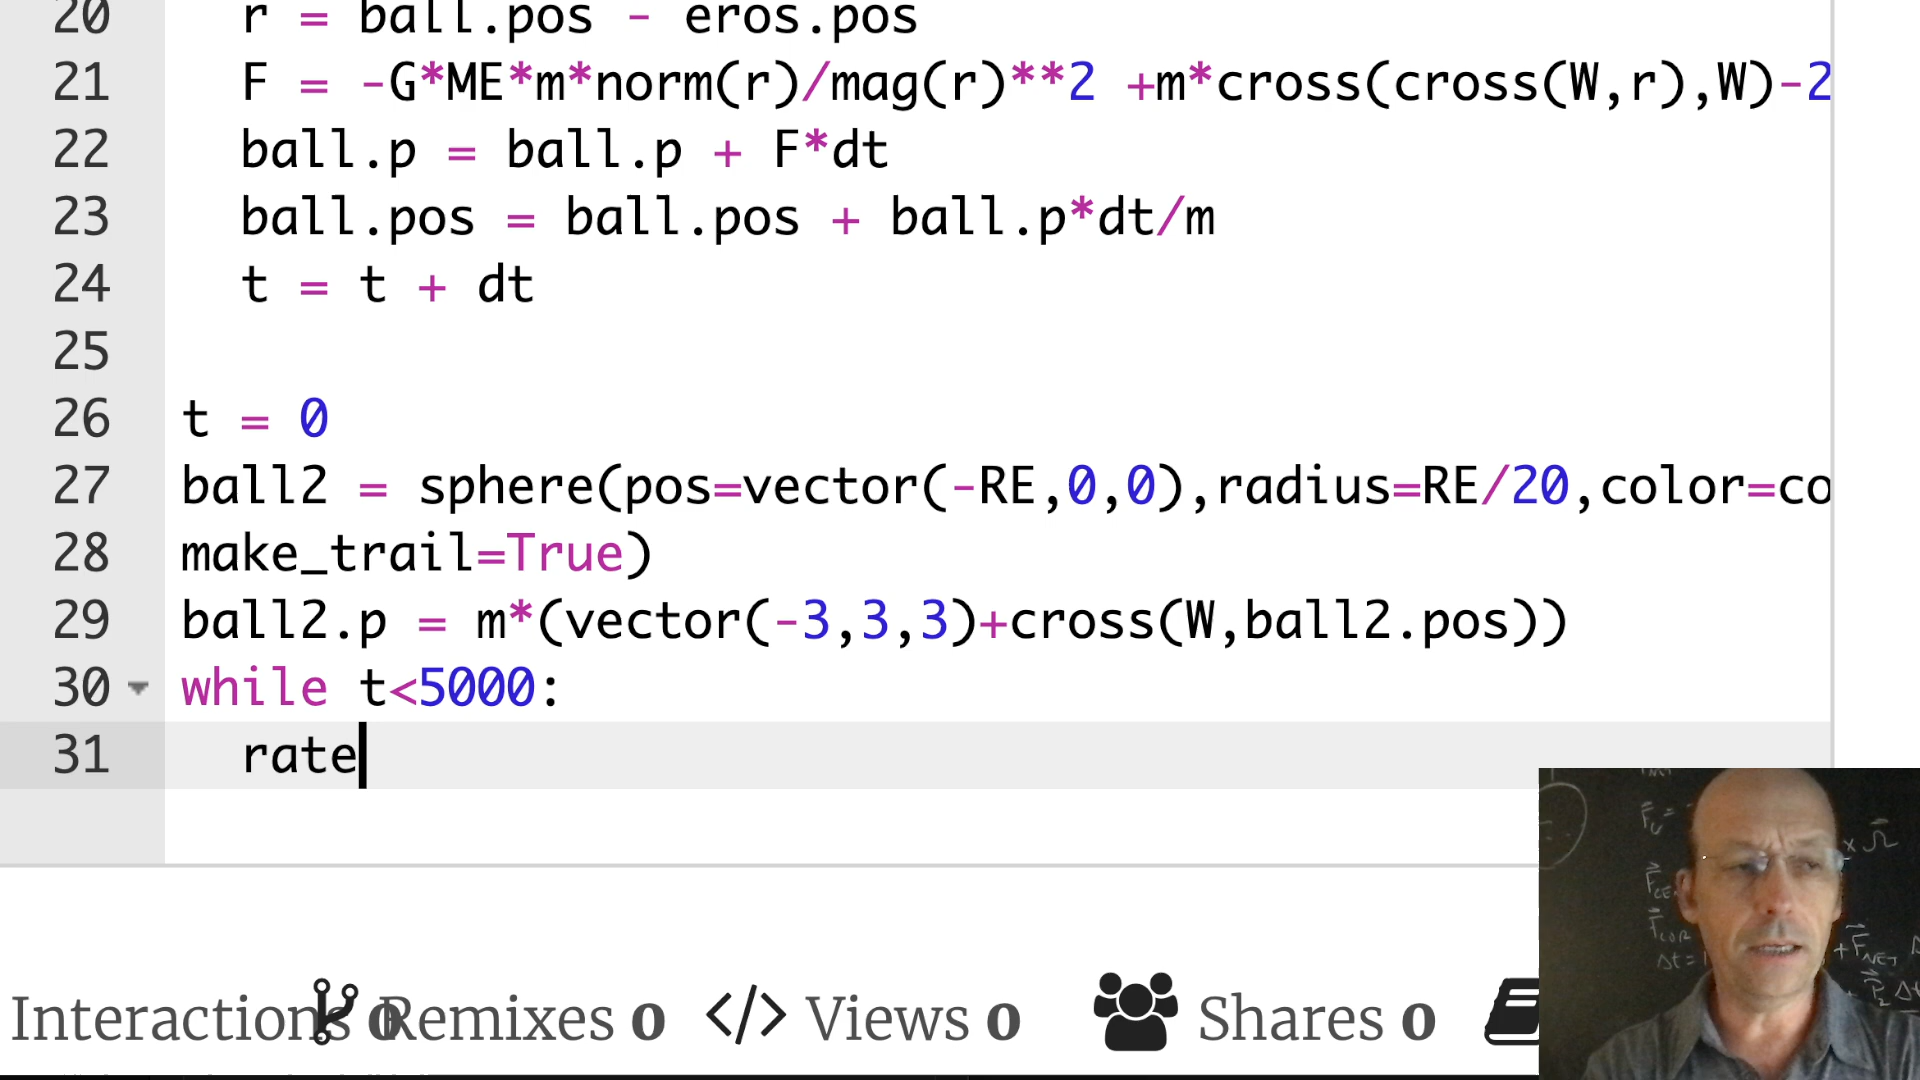 20 r = ball.pos - eros.pos
21 F = -G*ME*m*norm(r)/mag(r)**2 +m*cross(cross(W,r),W)-2
22 ball.p = ball.p + F*dt
23 ball.pos = ball.pos + ball.p*dt/m
24 t = t + dt
25
26 t = 0
27 ball2 = sphere(pos=vector(-RE,0,0),radius=RE/20,color=co
28 make_trail=True)
29 ball2.p = m*(vector(-3,3,3)+cross(W,ball2.pos))
30 while t<5000:
31 rate
Interactions 0 Remixes 0 </> Views 0 Shares 0